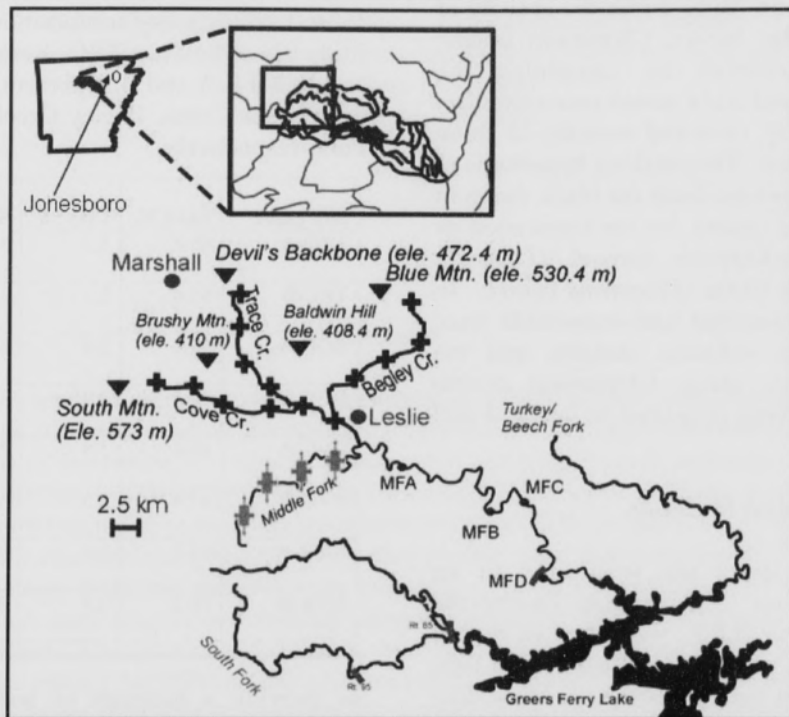 Jonesboro
Devil's Backbone (ele. 472.4 m)
Marshall
Blue Mtn. (ele. 530.4 m)
Brushy Mtn.
(ele. 410 m)
Baldwin Hill
(ele. 408.4 m)
Trace Cr.
Begley Cr.
South Mtn.
(Ele. 573 m)
Cove Cr.
Leslie
Turkey/
Beech Fork
Middle Fork
MFA
MFC
MFB
2.5 km
MFD
South Fork
Greers Ferry Lake